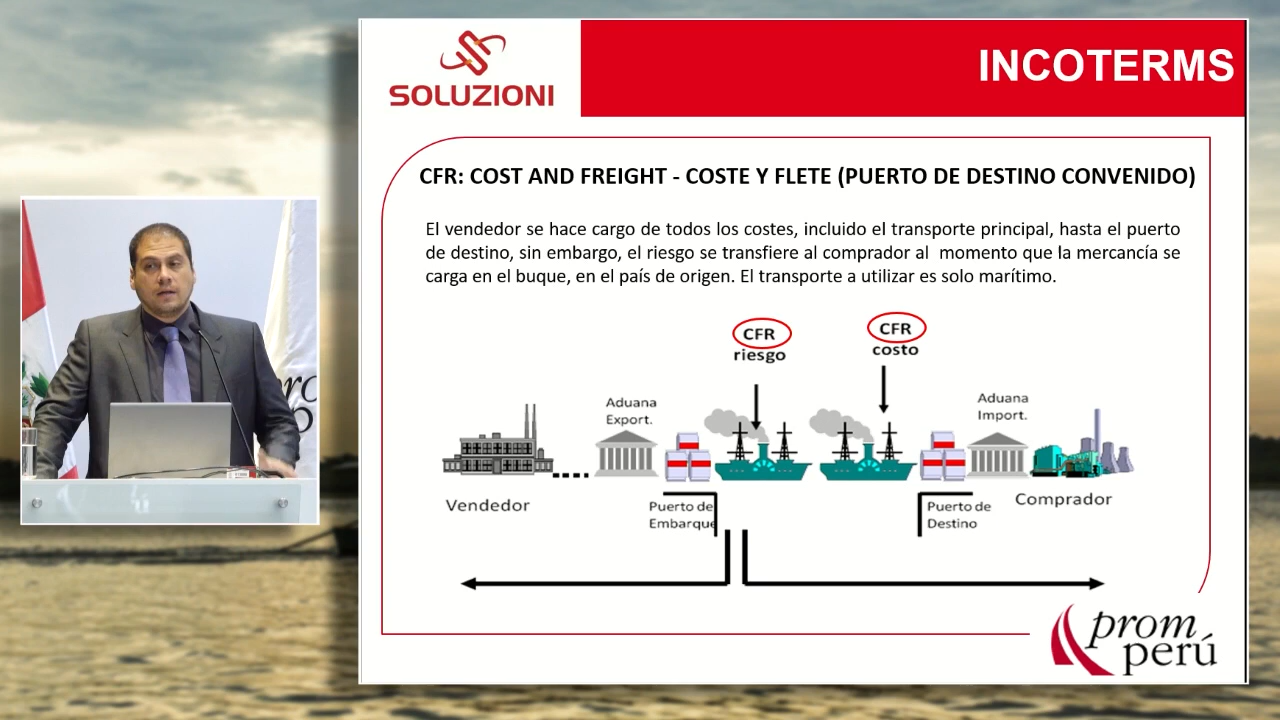 SOLUZIONI
INCOTERMS
CFR: COST AND FREIGHT - COSTE Y FLETE (PUERTO DE DESTINO CONVENIDO)
El vendedor se hace cargo de todos los costes, incluido el transporte principal, hasta el puerto
de destino, sin embargo, el riesgo se transfiere al comprador al momento que la mercancía se
carga en el buque, en el país de origen. El transporte a utilizar es solo marítimo.
CFR
riesgo
CFR
costo
Aduana
Export.
Aduana
Import.
Vendedor
Puerto de
Embarque
Puerto de
Destino
Comprador
prom
perú